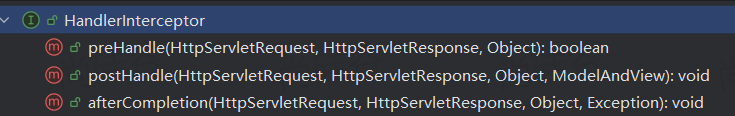 HandlerInterceptor
preHandle(HttpServletRequest, HttpServletResponse, Object): boolean
postHandle(HttpServletRequest, HttpServletResponse, Object, ModelAndView): void
afterCompletion(HttpServletRequest, HttpServletResponse, Object, Exception): void